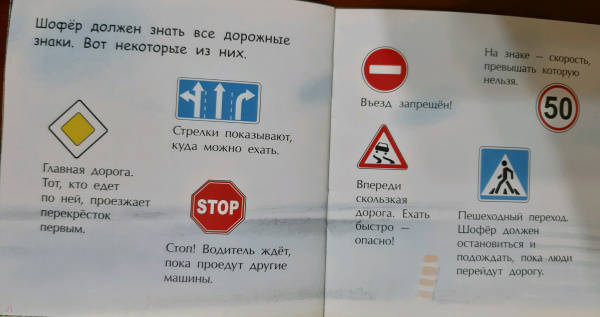 Шофёр должен знать все дорожные
знаки. Вот некоторые из них.
Стрелки показывают,
куда можно ехать.
Главная дорога.
Тот, кто едет
по ней, проезжает
перекрёсток
первым.
STOP
Стоп! Водитель ждёт,
пока проедут другие
машины.
Въезд запрещён!
На знаке — скорость,
превышать которую
нельзя.
50
Впереди
скользкая
дорога. Ехать
быстро —
опасно!
Пешеходный переход.
Шофёр должен
остановиться и
подождать, пока люди
перейдут дорогу.